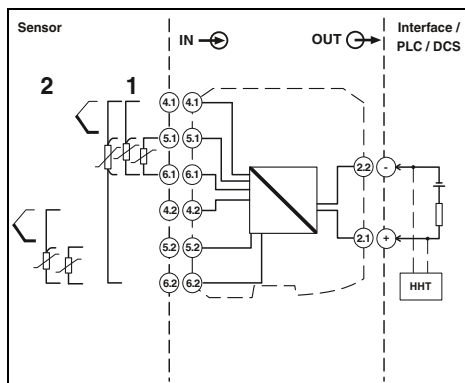 Sensor
IN
OUT
Interface /
PLC / DCS
2
1
4.1 4.1
5.1 5.1
6.1 6.1
2.2 -
4.2 4.2
5.2 5.2
2.1 +
6.2 6.2
HHT